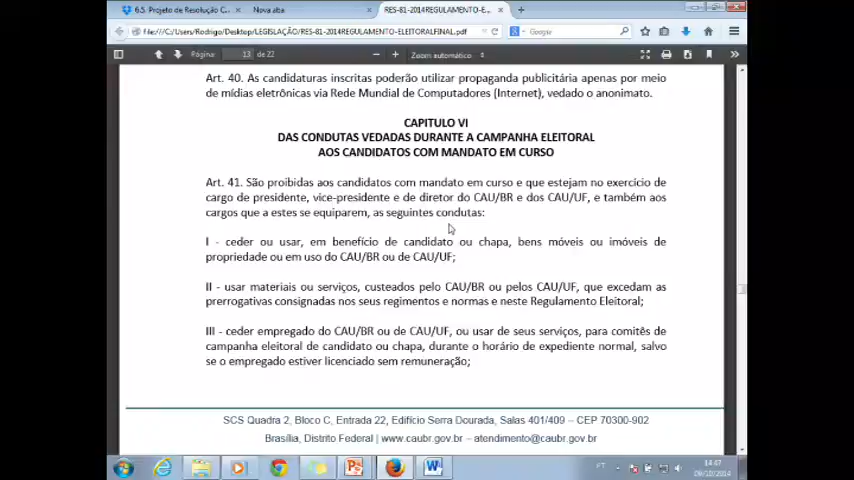 6.5. Projeto de Resolução C...
Nova aba
RES-81-2014REGULAMENTO-E...
file:///C:/Users/Rodrigo/Desktop/LEGISLAÇÃO/RES-81-2014REGULAMENTO-ELEITORALFINAL.pdf
Google
Página: 13 de 22
Zoom automático
Art. 40. As candidaturas inscritas poderão utilizar propaganda publicitária apenas por meio
de mídias eletrônicas via Rede Mundial de Computadores (Internet), vedado o anonimato.
CAPITULO VI
DAS CONDUTAS VEDADAS DURANTE A CAMPANHA ELEITORAL
AOS CANDIDATOS COM MANDATO EM CURSO
Art. 41. São proibidas aos candidatos com mandato em curso e que estejam no exercício de
cargo de presidente, vice-presidente e de diretor do CAU/BR e dos CAU/UF, e também aos
cargos que a estes se equiparem, as seguintes condutas:
I - ceder ou usar, em benefício de candidato ou chapa, bens móveis ou imóveis de
propriedade ou em uso do CAU/BR ou de CAU/UF;
II - usar materiais ou serviços, custeados pelo CAU/BR ou pelos CAU/UF, que excedam as
prerrogativas consignadas nos seus regimentos e normas e neste Regulamento Eleitoral;
III - ceder empregado do CAU/BR ou de CAU/UF, ou usar de seus serviços, para comitês de
campanha eleitoral de candidato ou chapa, durante o horário de expediente normal, salvo
se o empregado estiver licenciado sem remuneração;
SCS Quadra 2, Bloco C, Entrada 22, Edifício Serra Dourada, Salas 401/409 – CEP 70300-902
Brasília, Distrito Federal | www.caubr.gov.br – atendimento@caubr.gov.br
PT
14:47
09/10/2014